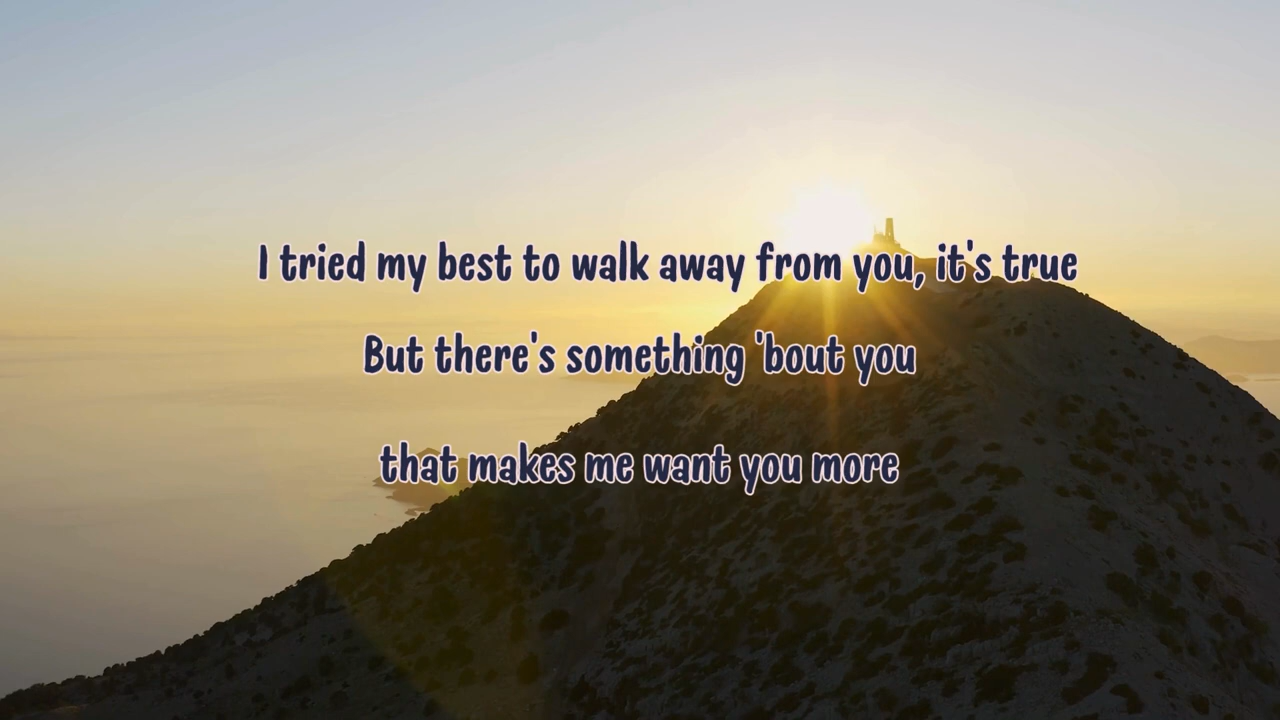 I tried my best to walk away from you, it's true
But there's something 'bout you
that makes me want you more